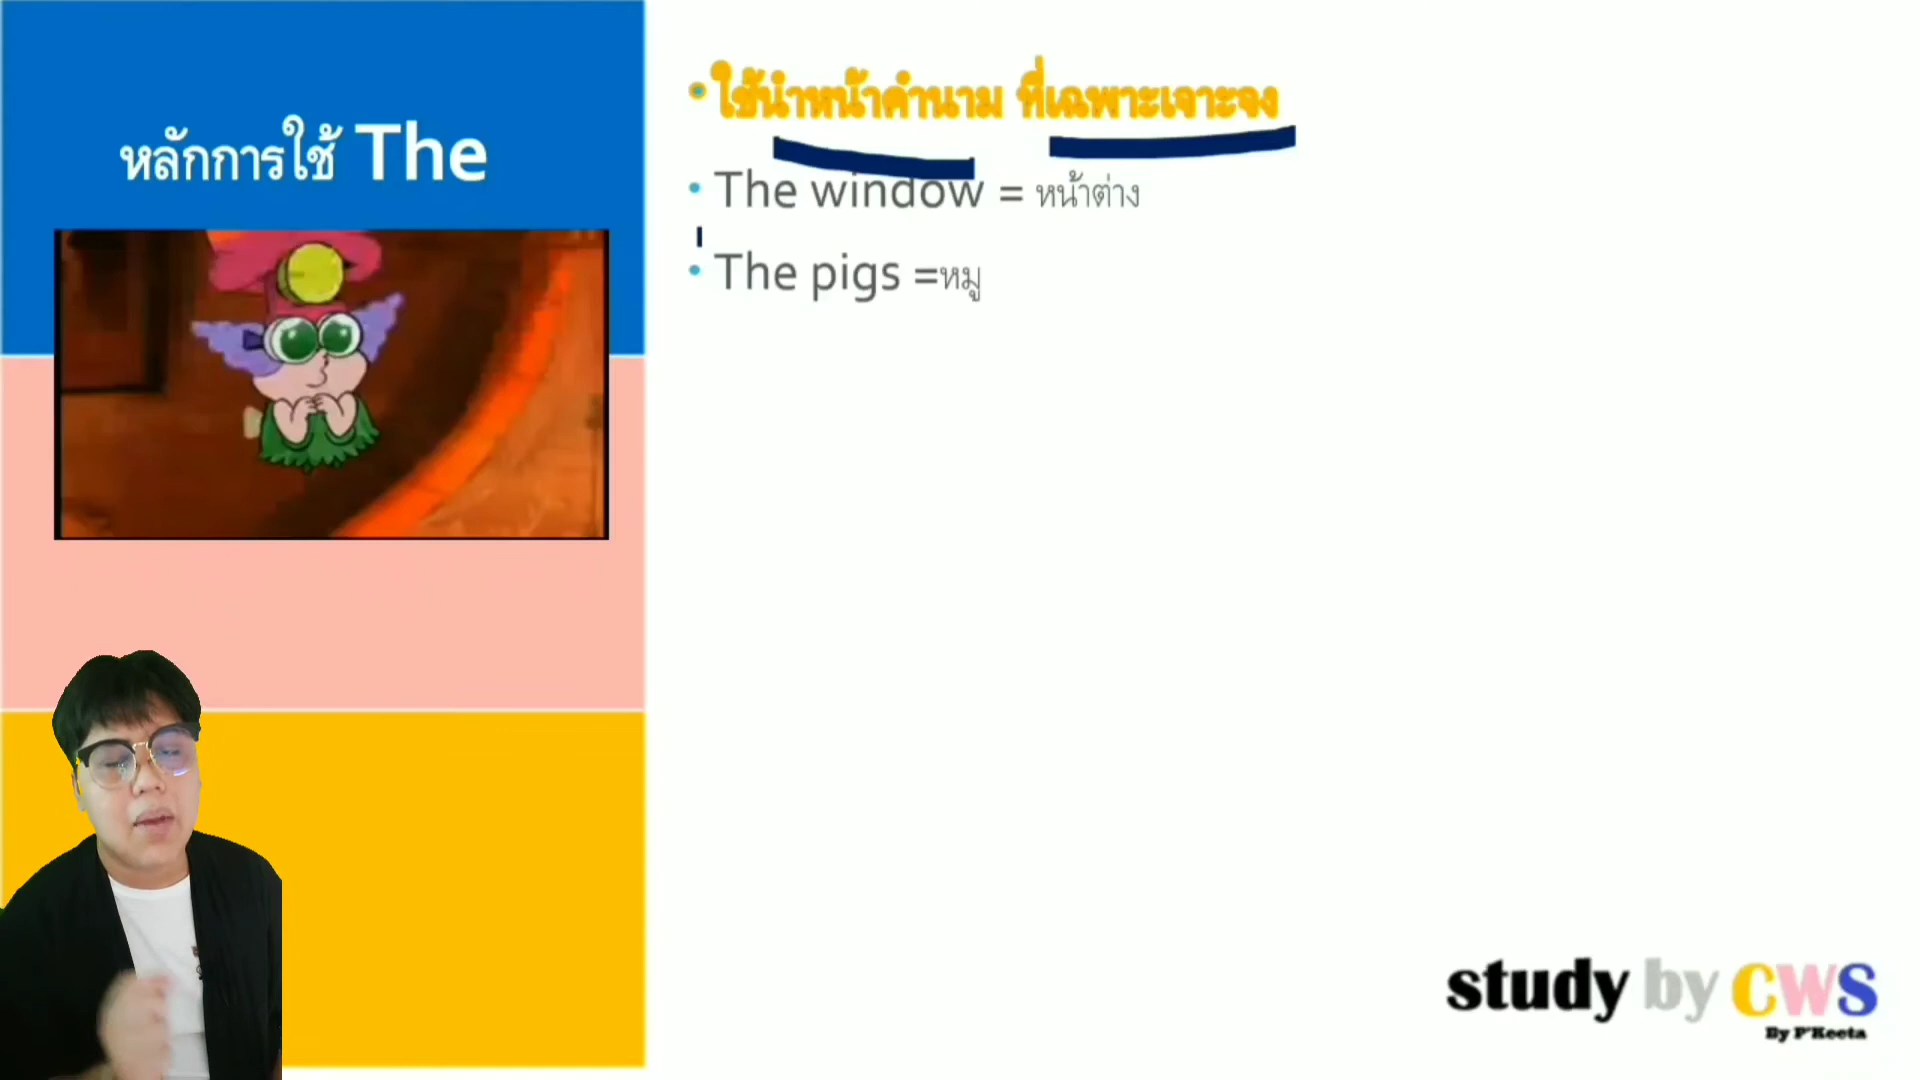 หลักการใช้ The
• ใช้นำหน้าคำนาม ที่เฉพาะเจาะจง
• The window = หน้าต่าง
• The pigs =หมู
study by CWS
By P'Keeta